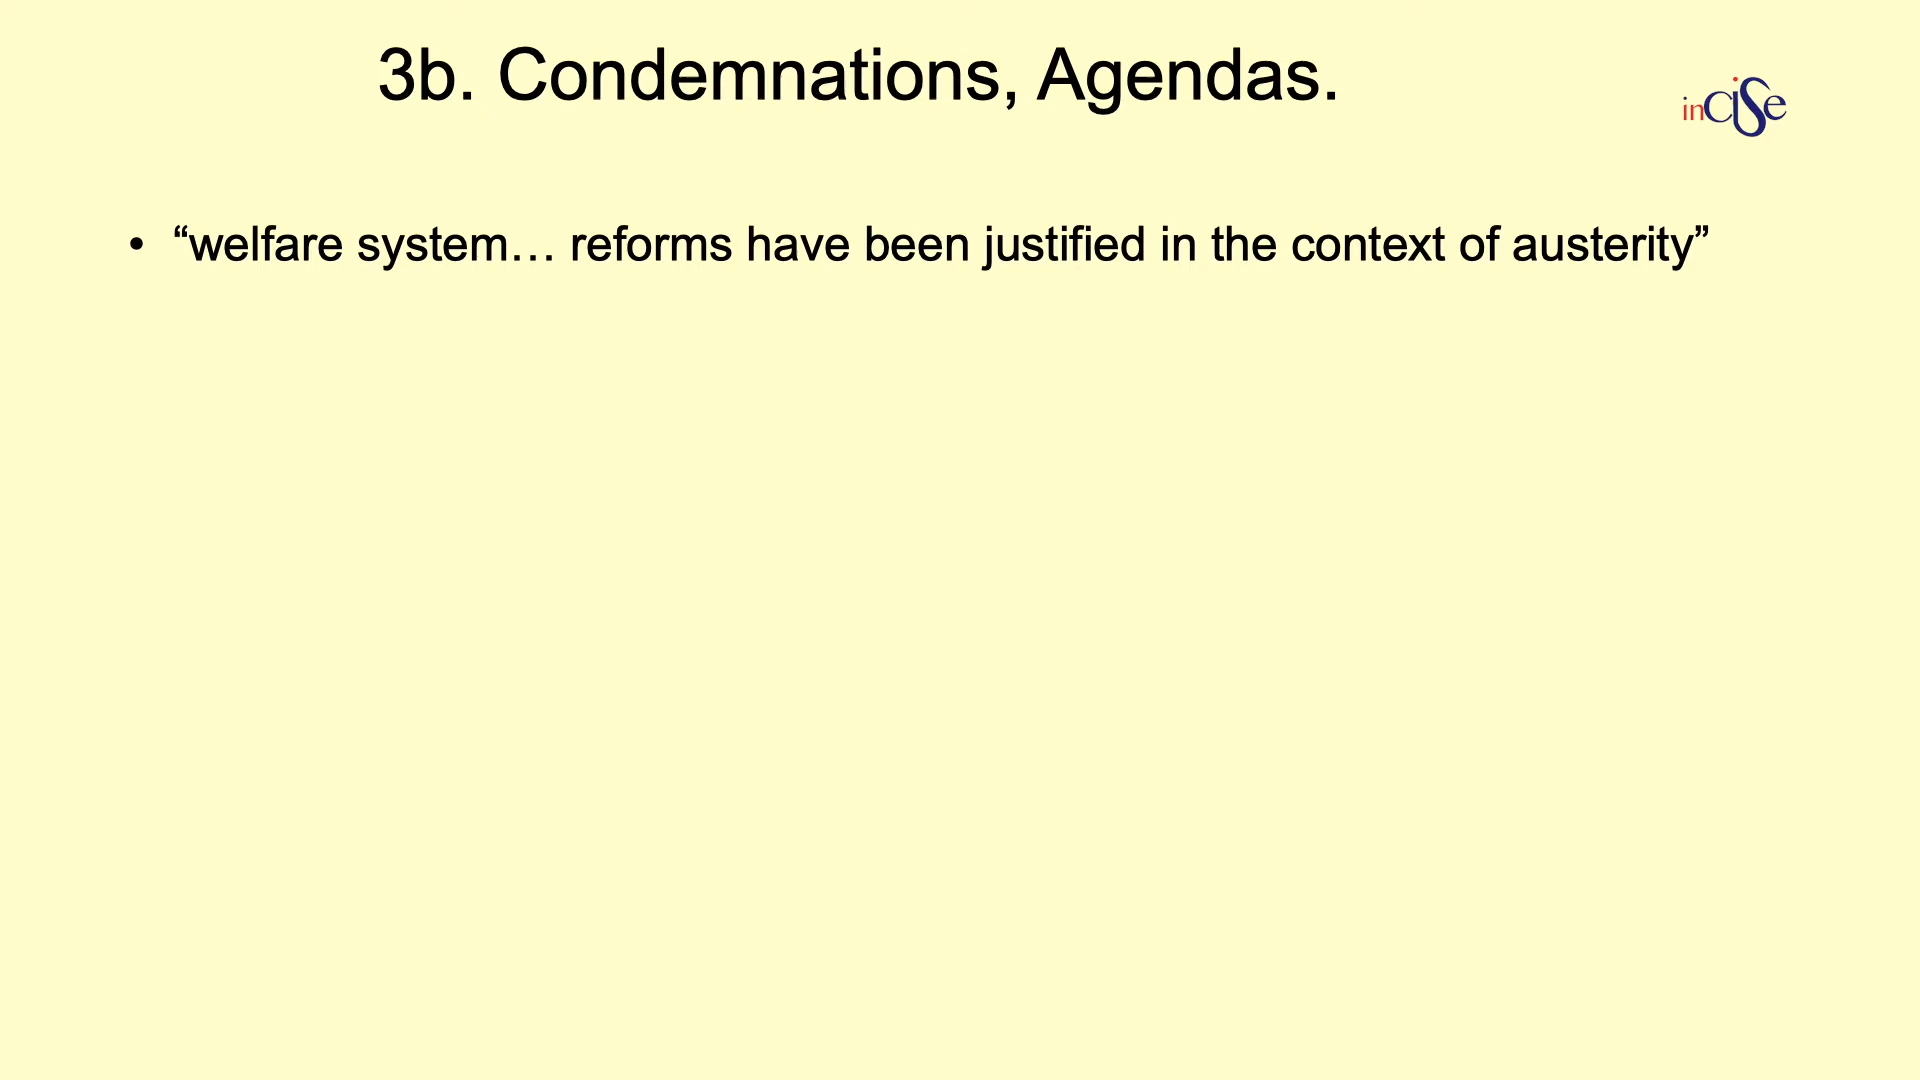 3b. Condemnations, Agendas.
inCiSe
• “welfare system… reforms have been justified in the context of austerity”